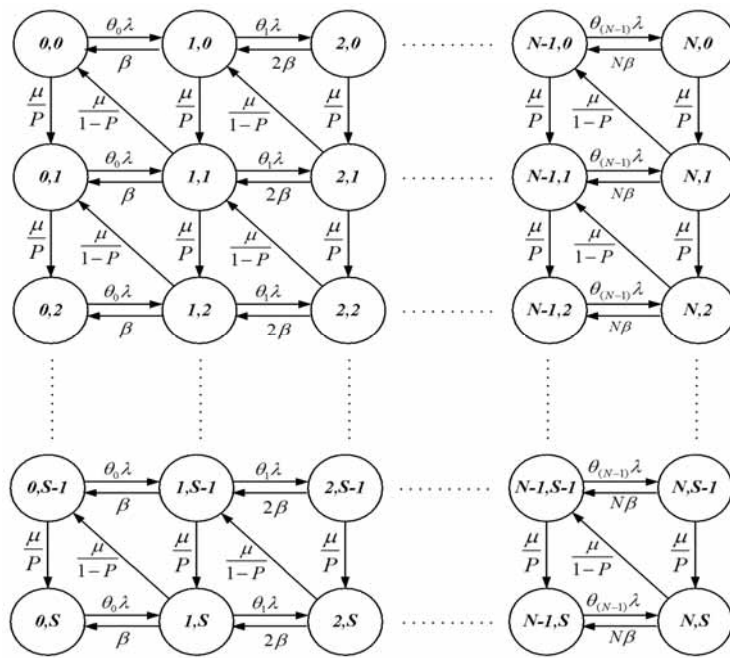 θ₀λ θ₁λ θ₍N-1₎λ
0,0 1,0 2,0 ......... N-1,0 N,0
β 2β Nβ
μ/P μ/(1-P) μ/P μ/(1-P) μ/P μ/P μ/(1-P) μ/P
θ₀λ θ₁λ θ₍N-1₎λ
0,1 1,1 2,1 ......... N-1,1 N,1
β 2β Nβ
μ/P μ/(1-P) μ/P μ/(1-P) μ/P μ/P μ/(1-P) μ/P
θ₀λ θ₁λ θ₍N-1₎λ
0,2 1,2 2,2 ......... N-1,2 N,2
β 2β Nβ
θ₀λ θ₁λ θ₍N-1₎λ
0,S-1 1,S-1 2,S-1 ......... N-1,S-1 N,S-1
β 2β Nβ
μ/P μ/(1-P) μ/P μ/(1-P) μ/P μ/P μ/(1-P) μ/P
θ₀λ θ₁λ θ₍N-1₎λ
0,S 1,S 2,S ......... N-1,S N,S
β 2β Nβ